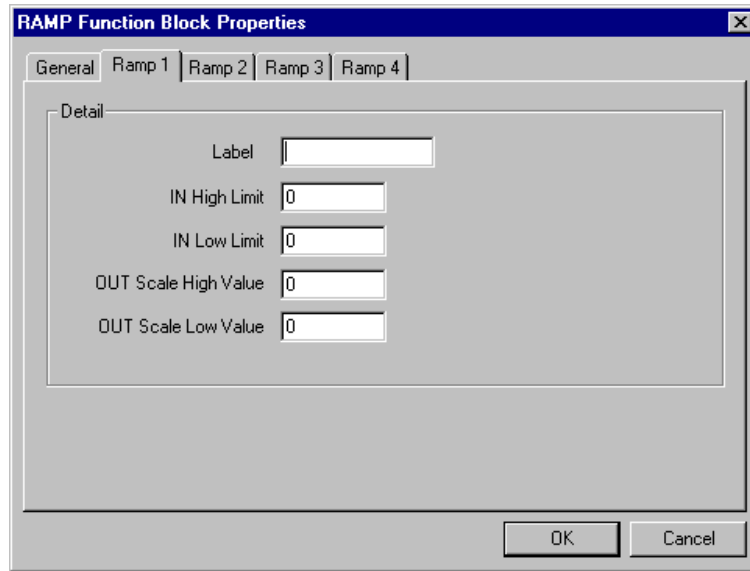 RAMP Function Block Properties
General Ramp 1 Ramp 2 Ramp 3 Ramp 4
Detail
Label
IN High Limit 0
IN Low Limit 0
OUT Scale High Value 0
OUT Scale Low Value 0
OK Cancel